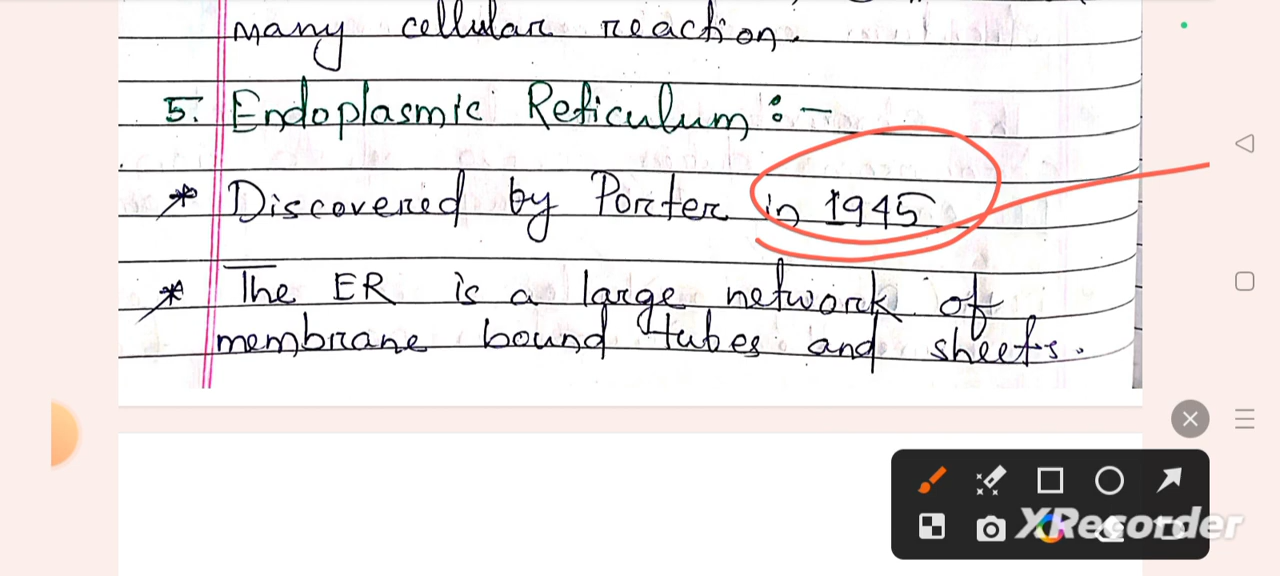 many cellular reaction.
5. Endoplasmic Reticulum :-
* Discovered by Porter in 1945
* The ER is a large network of
membrane bound tubes and sheets.
XRecorder